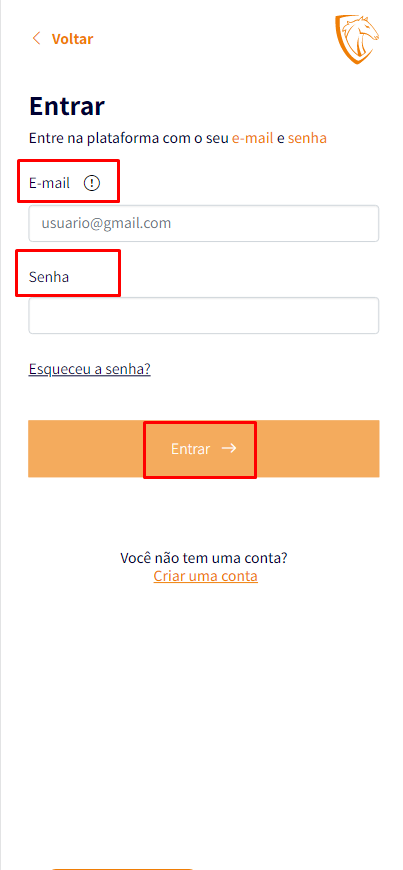 Voltar
Entrar
Entre na plataforma com o seu e-mail e senha
E-mail
usuario@gmail.com
Senha
Esqueceu a senha?
Entrar →
Você não tem uma conta?
Criar uma conta